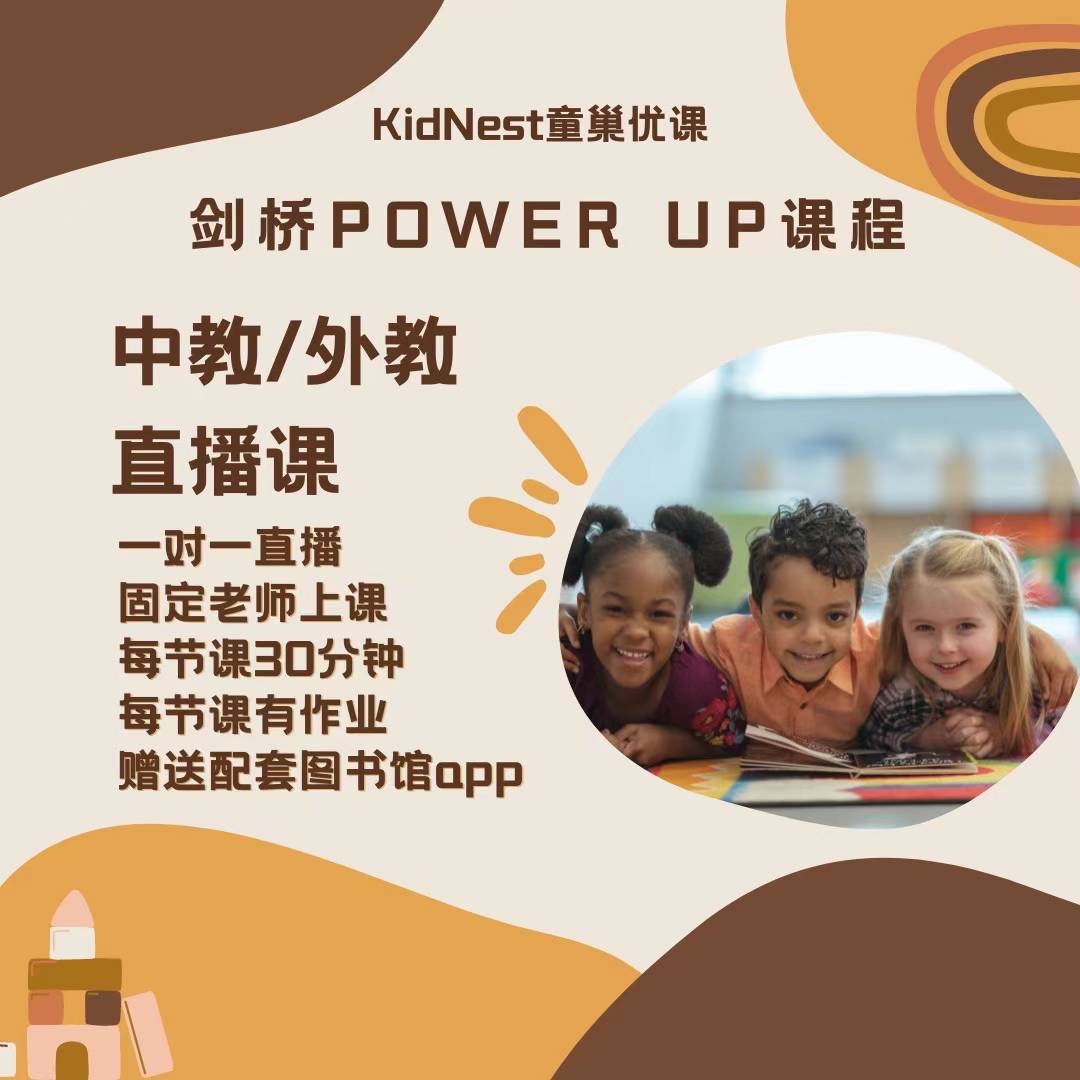 KidNest童巢优课
剑桥POWER UP课程
中教/外教
直播课
一对一直播
固定老师上课
每节课30分钟
每节课有作业
赠送配套图书馆app